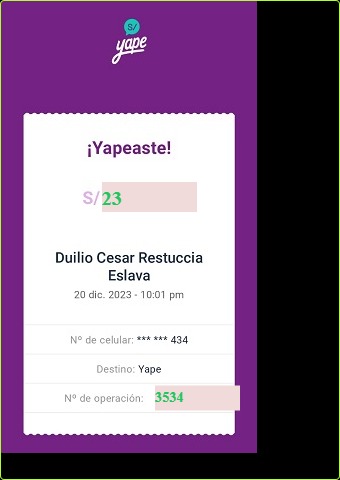 S/
yape
¡Yapeaste!
S/23
Duilio Cesar Restuccia
Eslava
20 dic. 2023 - 10:01 pm
Nº de celular: *** *** 434
Destino: Yape
Nº de operación: 3534